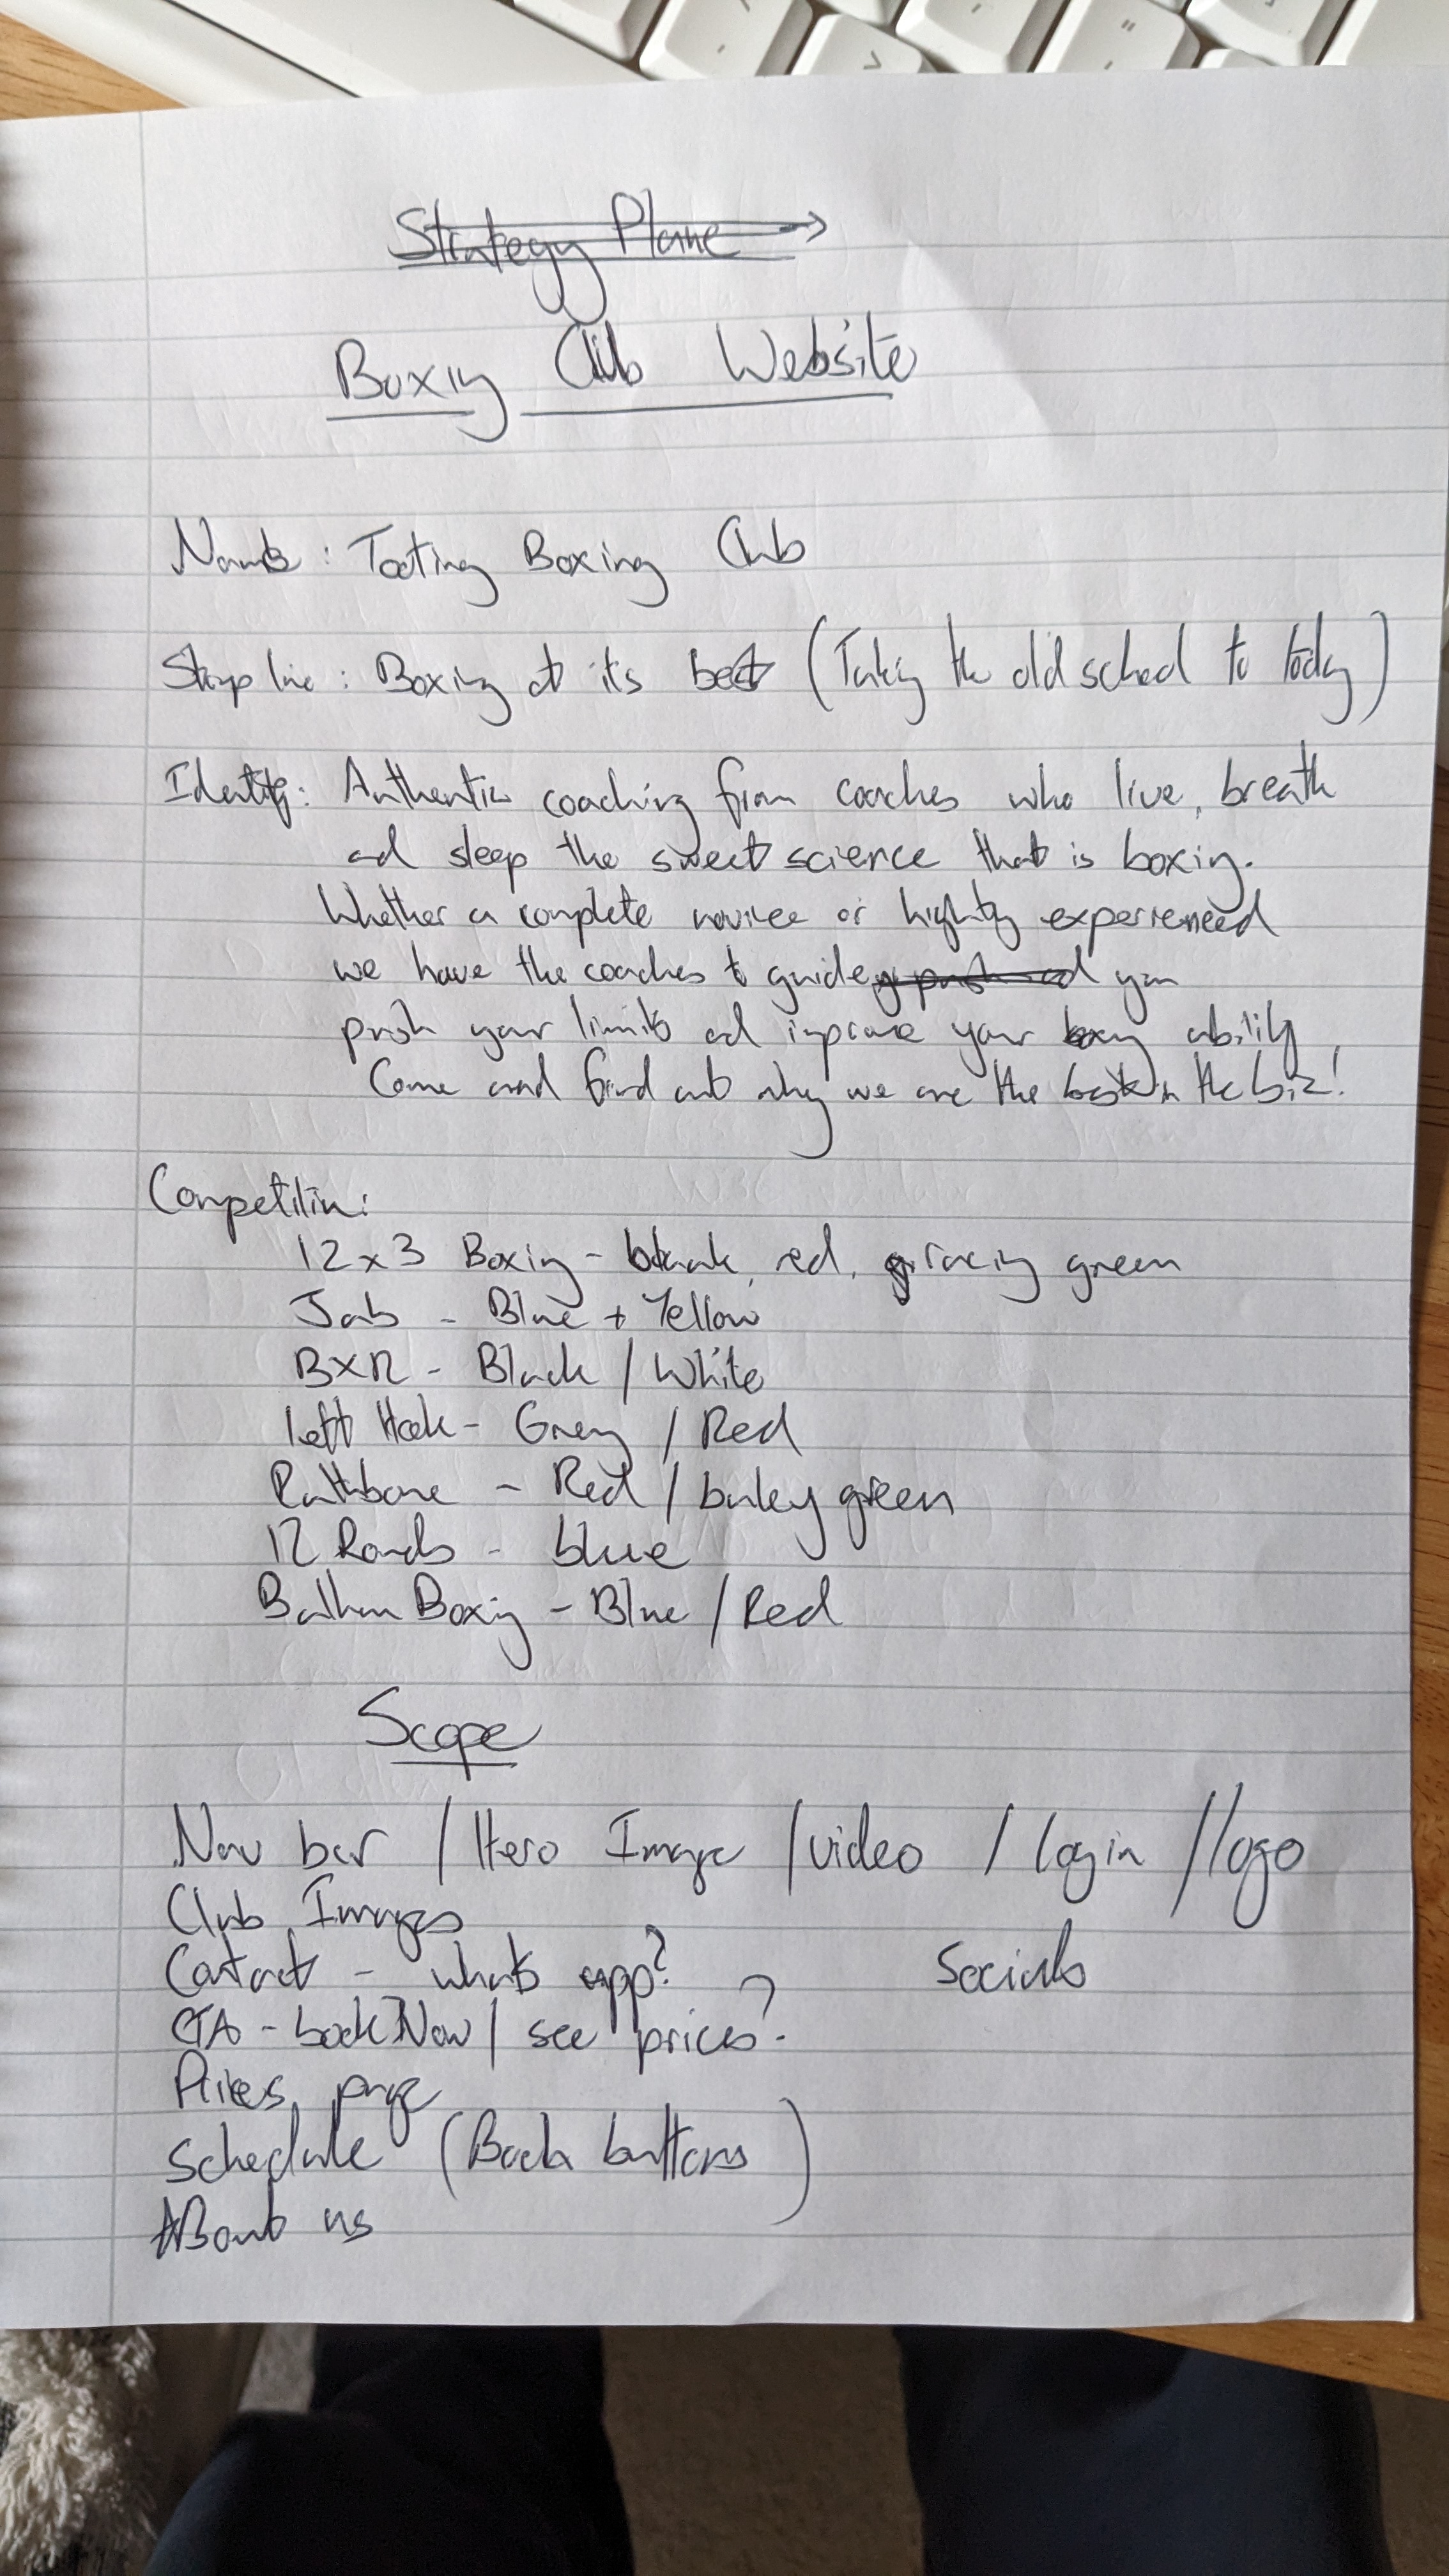 Strategy Plane
Boxing Club Website
Name : Tooting Boxing Club
Strap line : Boxing at its best (Taking the old school to today)
Identity: Authentic coaching from coaches who live, breath
and sleep the sweet science that is boxing.
Whether a complete novice or highly experienced
we have the coaches to guide you
push your limits and improve your boxing ability
Come and find out why we are the best in the biz!
Competition:
12x3 Boxing - black, red, racing green
Jab - Blue + Yellow
BXR - Black / White
Left Hook - Grey / Red
Rathbone - Red / burley green
12 Rounds - blue
Balham Boxing - Blue / Red
Scope
Nav bar / Hero Image / video / login / logo
Club Images
Contact - whats app? Socials
CTA - book Now / see prices?
Prices page
Schedule (Book buttons)
About us